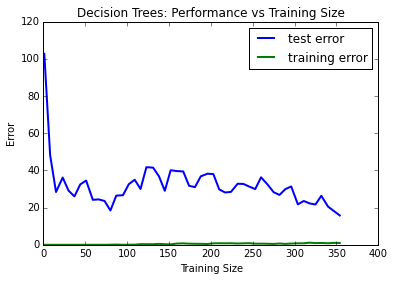 Decision Trees: Performance vs Training Size
test error
training error
Error
120
100
80
60
40
20
0
0 50 100 150 200 250 300 350 400
Training Size